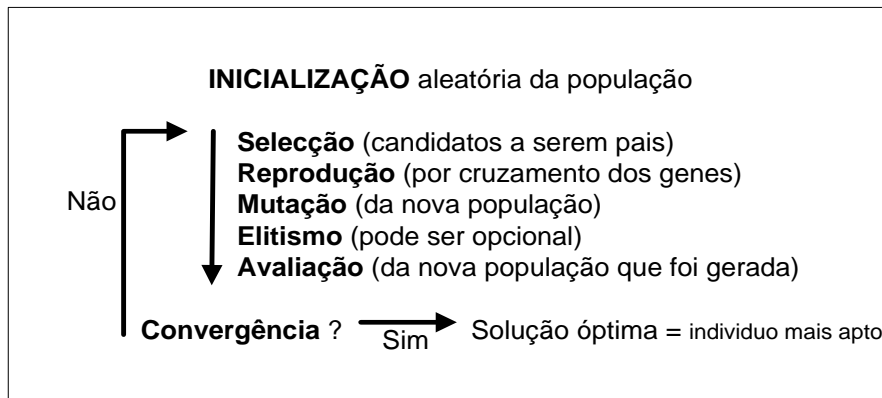 INICIALIZAÇÃO aleatória da população
Selecção (candidatos a serem pais)
Reprodução (por cruzamento dos genes)
Não
Mutação (da nova população)
Elitismo (pode ser opcional)
Avaliação (da nova população que foi gerada)
Convergência ?
Sim
Solução óptima = individuo mais apto